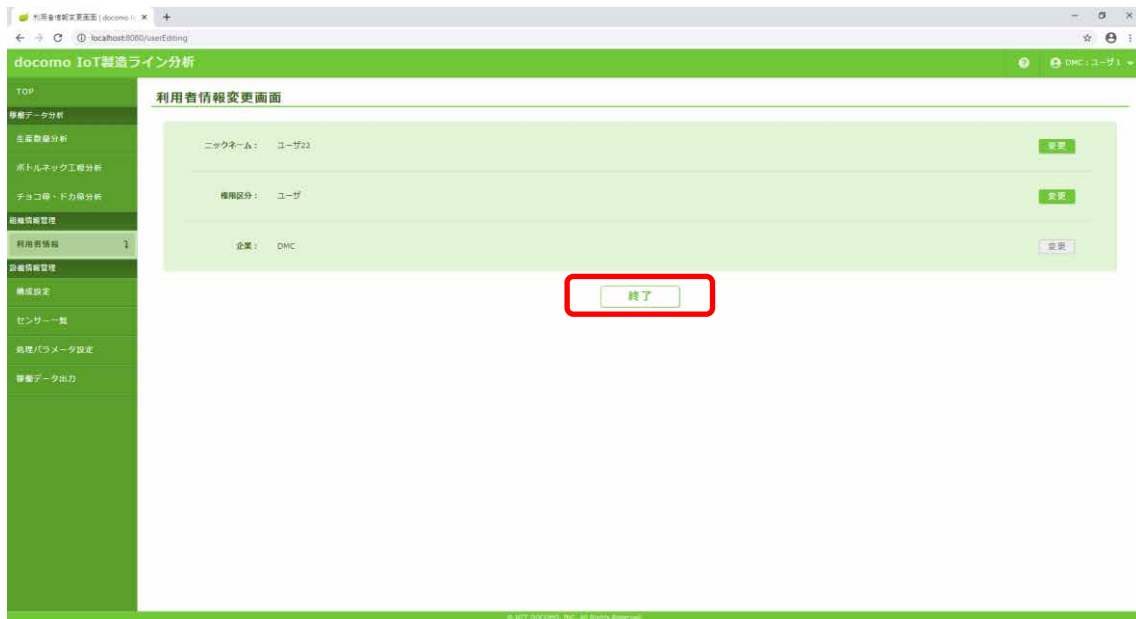 利用者情報変更画面 | docomo I
localhost:8080/userEditing
docomo IoT製造ライン分析
DMC : ユーザ1
TOP
利用者情報変更画面
稼働データ分析
生産数量分析
ニックネーム : ユーザ22 変更
ボトルネック工程分析
チョコ停・ドカ停分析
権限区分 : ユーザ 変更
組織情報管理
利用者情報
企業 : DMC 変更
設備情報管理
構成設定
終了
センサー一覧
処理パラメータ設定
稼働データ出力
© NTT DOCOMO, INC. All Rights Reserved.